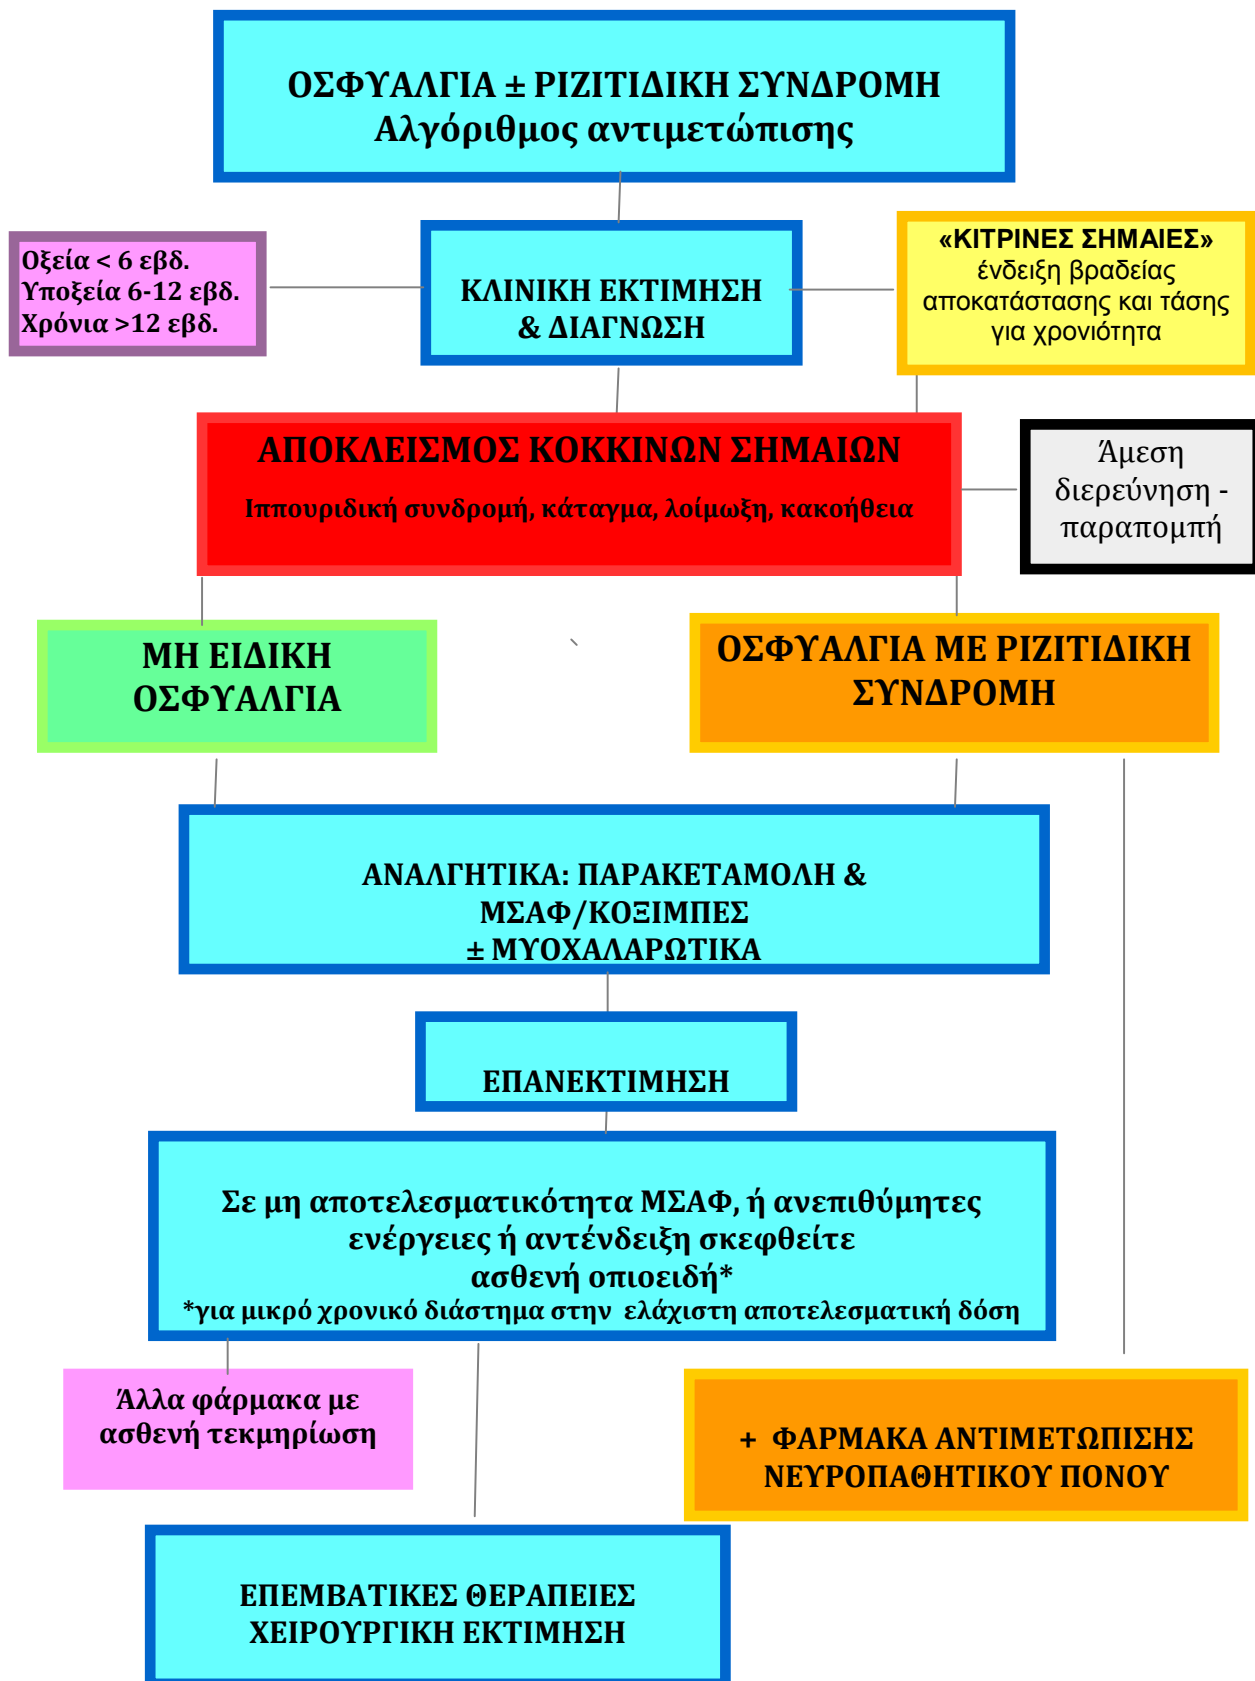 ΟΣΦΥΑΛΓΙΑ ± ΡΙΖΙΤΙΔΙΚΗ ΣΥΝΔΡΟΜΗ
Αλγόριθμος αντιμετώπισης
Οξεία < 6 εβδ.
Υποξεία 6-12 εβδ.
Χρόνια >12 εβδ.
ΚΛΙΝΙΚΗ ΕΚΤΙΜΗΣΗ
& ΔΙΑΓΝΩΣΗ
«ΚΙΤΡΙΝΕΣ ΣΗΜΑΙΕΣ»
ένδειξη βραδείας
αποκατάστασης και τάσης
για χρονιότητα
ΑΠΟΚΛΕΙΣΜΟΣ ΚΟΚΚΙΝΩΝ ΣΗΜΑΙΩΝ
Ιππουριδική συνδρομή, κάταγμα, λοίμωξη, κακοήθεια
Άμεση
διερεύνηση -
παραπομπή
ΜΗ ΕΙΔΙΚΗ
ΟΣΦΥΑΛΓΙΑ
ΟΣΦΥΑΛΓΙΑ ΜΕ ΡΙΖΙΤΙΔΙΚΗ
ΣΥΝΔΡΟΜΗ
ΑΝΑΛΓΗΤΙΚΑ: ΠΑΡΑΚΕΤΑΜΟΛΗ &
ΜΣΑΦ/ΚΟΞΙΜΠΕΣ
± ΜΥΟΧΑΛΑΡΩΤΙΚΑ
ΕΠΑΝΕΚΤΙΜΗΣΗ
Σε μη αποτελεσματικότητα ΜΣΑΦ, ή ανεπιθύμητες
ενέργειες ή αντένδειξη σκεφθείτε
ασθενή οπιοειδή*
*για μικρό χρονικό διάστημα στην ελάχιστη αποτελεσματική δόση
Άλλα φάρμακα με
ασθενή τεκμηρίωση
+ ΦΑΡΜΑΚΑ ΑΝΤΙΜΕΤΩΠΙΣΗΣ
ΝΕΥΡΟΠΑΘΗΤΙΚΟΥ ΠΟΝΟΥ
ΕΠΕΜΒΑΤΙΚΕΣ ΘΕΡΑΠΕΙΕΣ
ΧΕΙΡΟΥΡΓΙΚΗ ΕΚΤΙΜΗΣΗ